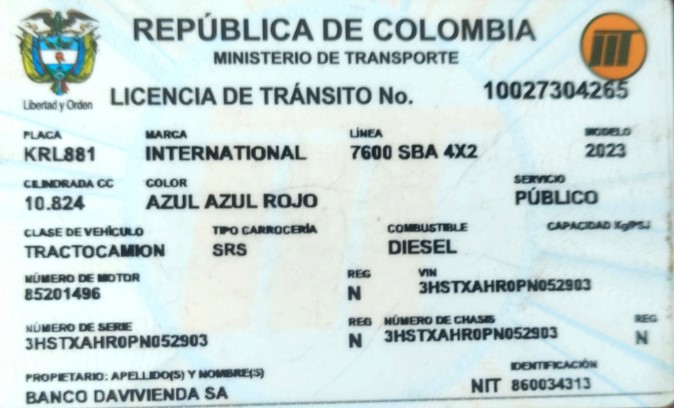 REPÚBLICA DE COLOMBIA
MINISTERIO DE TRANSPORTE
Libertad y Orden
LICENCIA DE TRÁNSITO No. 10027304265
PLACA MARCA LÍNEA MODELO
KRL881 INTERNATIONAL 7600 SBA 4X2 2023
CILINDRADA CC COLOR SERVICIO
10.824 AZUL AZUL ROJO PÚBLICO
CLASE DE VEHÍCULO TIPO CARROCERÍA COMBUSTIBLE CAPACIDAD Kg/PSJ
TRACTOCAMION SRS DIESEL
NÚMERO DE MOTOR REG VIN
85201496 N 3HSTXAHR0PN052903
NÚMERO DE SERIE REG NÚMERO DE CHASIS REG
3HSTXAHR0PN052903 N 3HSTXAHR0PN052903 N
PROPIETARIO: APELLIDO(S) Y NOMBRE(S) IDENTIFICACIÓN
BANCO DAVIVIENDA SA NIT 860034313